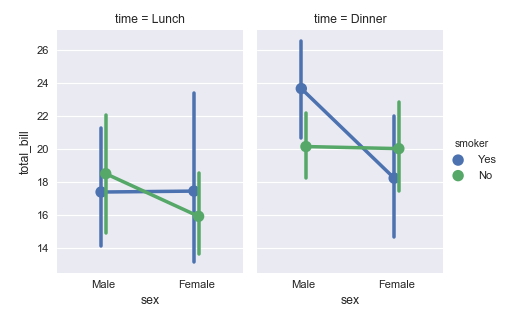 time = Lunch
time = Dinner
26
24
22
20
18
16
14
total_bill
Male
Female
Male
Female
sex
sex
smoker
Yes
No